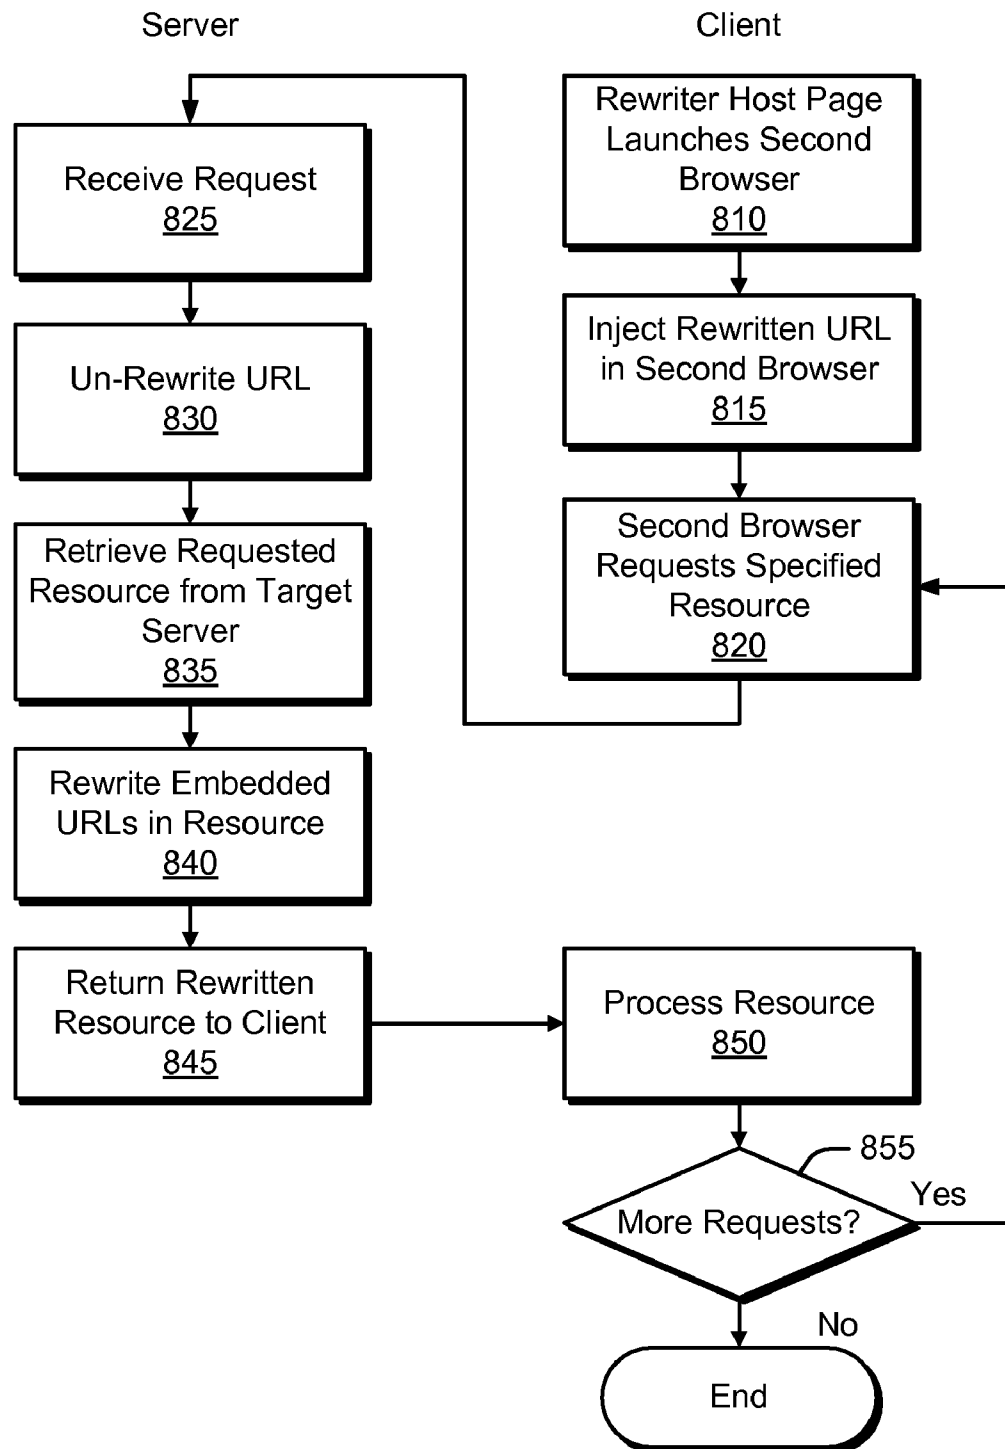 Server
Client
Rewriter Host Page
Launches Second
Browser
810
Inject Rewritten URL
in Second Browser
815
Second Browser
Requests Specified
Resource
820
Receive Request
825
Un-Rewrite URL
830
Retrieve Requested
Resource from Target
Server
835
Rewrite Embedded
URLs in Resource
840
Return Rewritten
Resource to Client
845
Process Resource
850
855
More Requests?
Yes
No
End